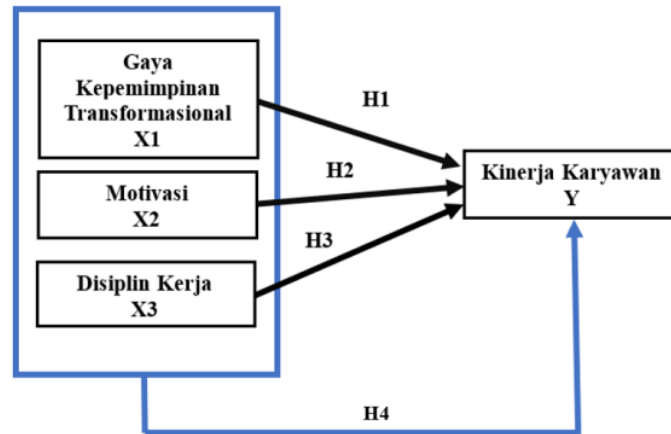 Gaya
Kepemimpinan
Transformasional
X1
H1
H2
Motivasi
X2
Kinerja Karyawan
Y
H3
Disiplin Kerja
X3
H4